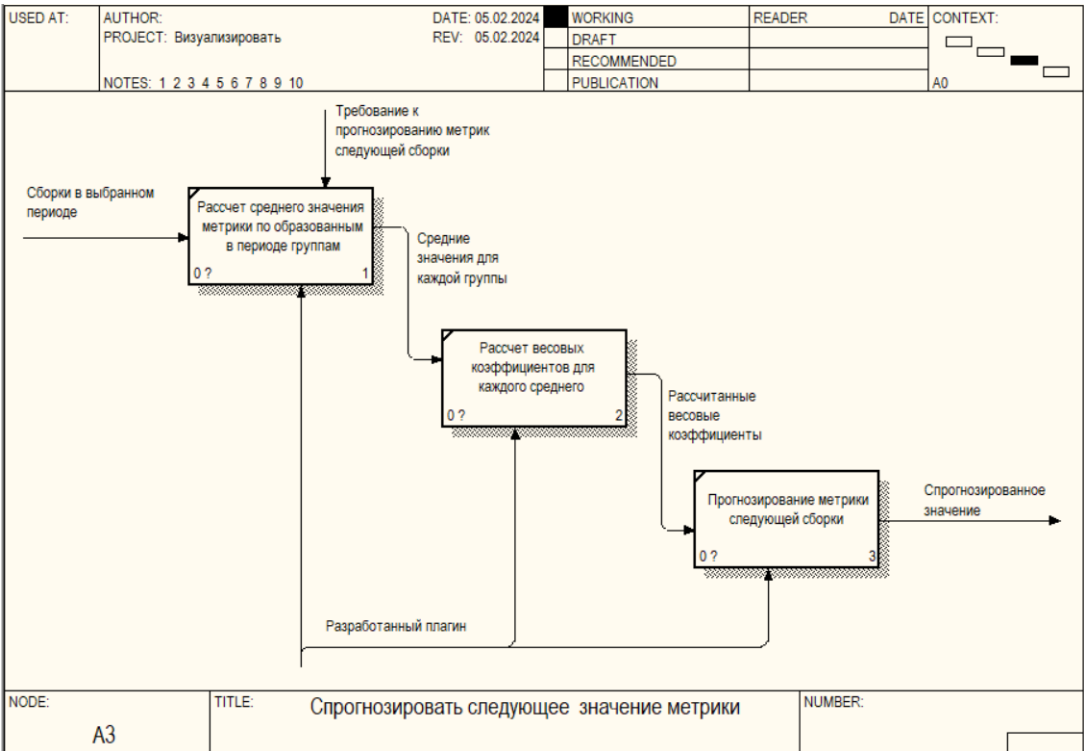 USED AT:
AUTHOR:
DATE: 05.02.2024
WORKING
READER
DATE
CONTEXT:
PROJECT: Визуализировать
REV: 05.02.2024
DRAFT
RECOMMENDED
NOTES: 1 2 3 4 5 6 7 8 9 10
PUBLICATION
A0
Требование к
прогнозированию метрик
следующей сборки
Сборки в выбранном
периоде
Рассчет среднего значения
метрики по образованным
в периоде группам
0 ?
1
Средние
значения для
каждой группы
Рассчет весовых
коэффициентов для
каждого среднего
0 ?
2
Рассчитанные
весовые
коэффициенты
Прогнозирование метрики
следующей сборки
0 ?
3
Спрогнозированное
значение
Разработанный плагин
NODE:
A3
TITLE:
Спрогнозировать следующее значение метрики
NUMBER: